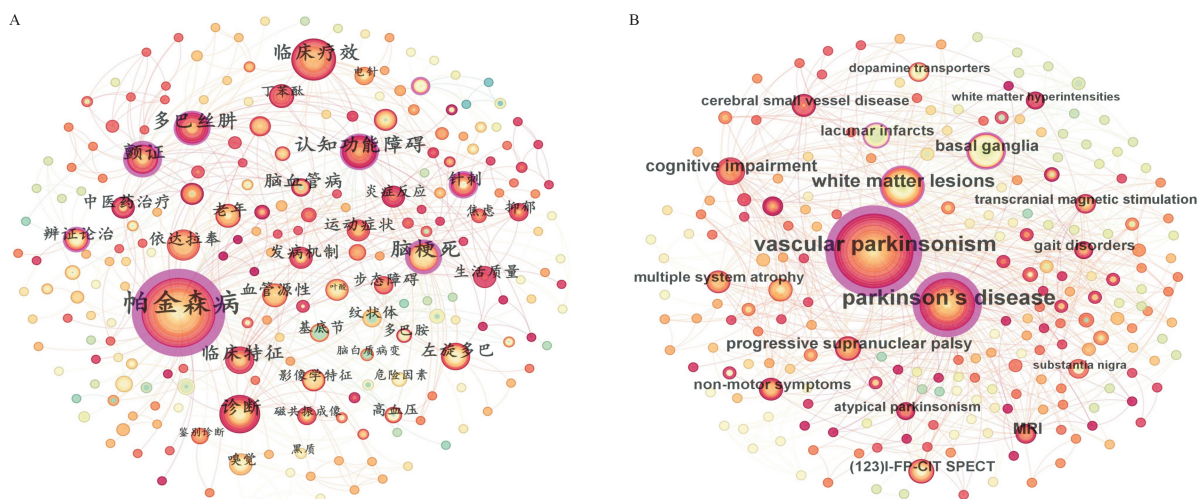 A
临床疗效
电针
丁苯酞
多巴丝肼
认知功能障碍
颤证
脑血管病
炎症反应
针刺
中医药治疗
老年
运动症状
焦虑
抑郁
辨证论治
依达拉奉
发病机制
脑梗死
生活质量
血管源性
叶酸
步态障碍
帕金森病
纹状体
基底节
多巴胺
临床特征
脑白质病变
左旋多巴
影像学特征
危险因素
诊断
磁共振成像
高血压
鉴别诊断
黑质
嗅觉
B
dopamine transporters
cerebral small vessel disease
white matter hyperintensities
lacunar infarcts
basal ganglia
cognitive impairment
white matter lesions
transcranial magnetic stimulation
vascular parkinsonism
gait disorders
multiple system atrophy
parkinson's disease
progressive supranuclear palsy
substantia nigra
non-motor symptoms
atypical parkinsonism
MRI
(123)I-FP-CIT SPECT